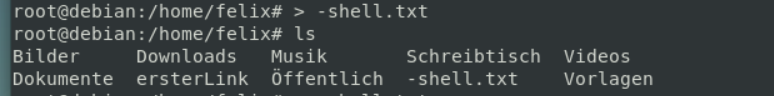 root@debian:/home/felix# > -shell.txt
root@debian:/home/felix# ls
Bilder Downloads Musik Schreibtisch Videos
Dokumente ersterLink Öffentlich -shell.txt Vorlagen